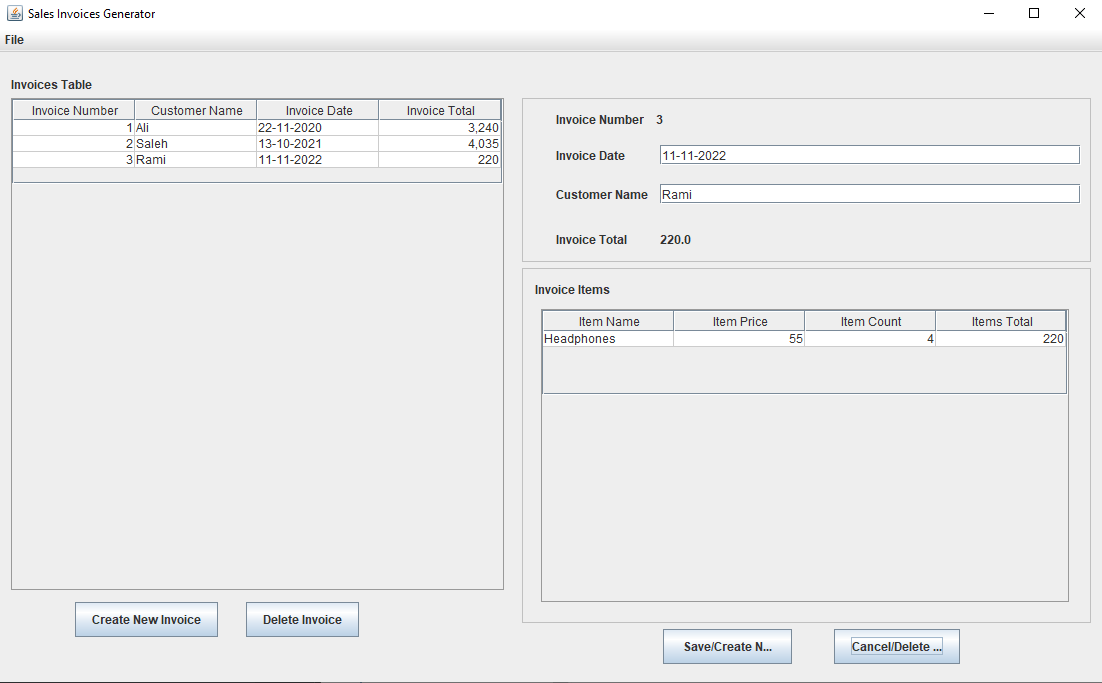 Sales Invoices Generator
File
Invoices Table
Invoice Number Customer Name Invoice Date Invoice Total
1 Ali 22-11-2020 3,240
2 Saleh 13-10-2021 4,035
3 Rami 11-11-2022 220
Create New Invoice Delete Invoice
Invoice Number 3
Invoice Date 11-11-2022
Customer Name Rami
Invoice Total 220.0
Invoice Items
Item Name Item Price Item Count Items Total
Headphones 55 4 220
Save/Create N... Cancel/Delete ...